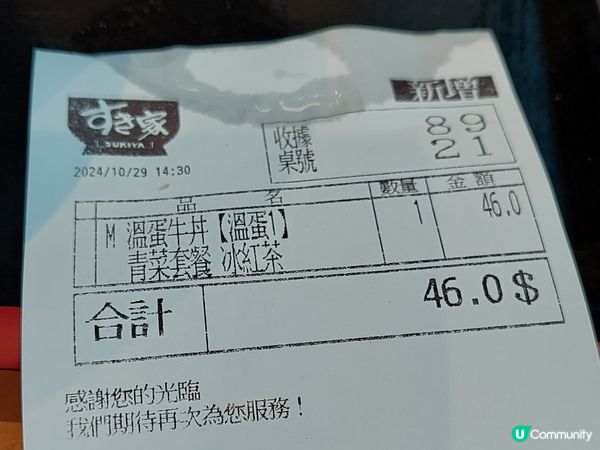 新增
すき家
SUKIYA
收據 89
桌號 21
2024/10/29 14:30
品名 數量 金額
M 溫蛋牛丼【溫蛋1】 1 46.0
青菜套餐 冰紅茶
合計 46.0$
感謝您的光臨
我們期待再次為您服務！
U Community